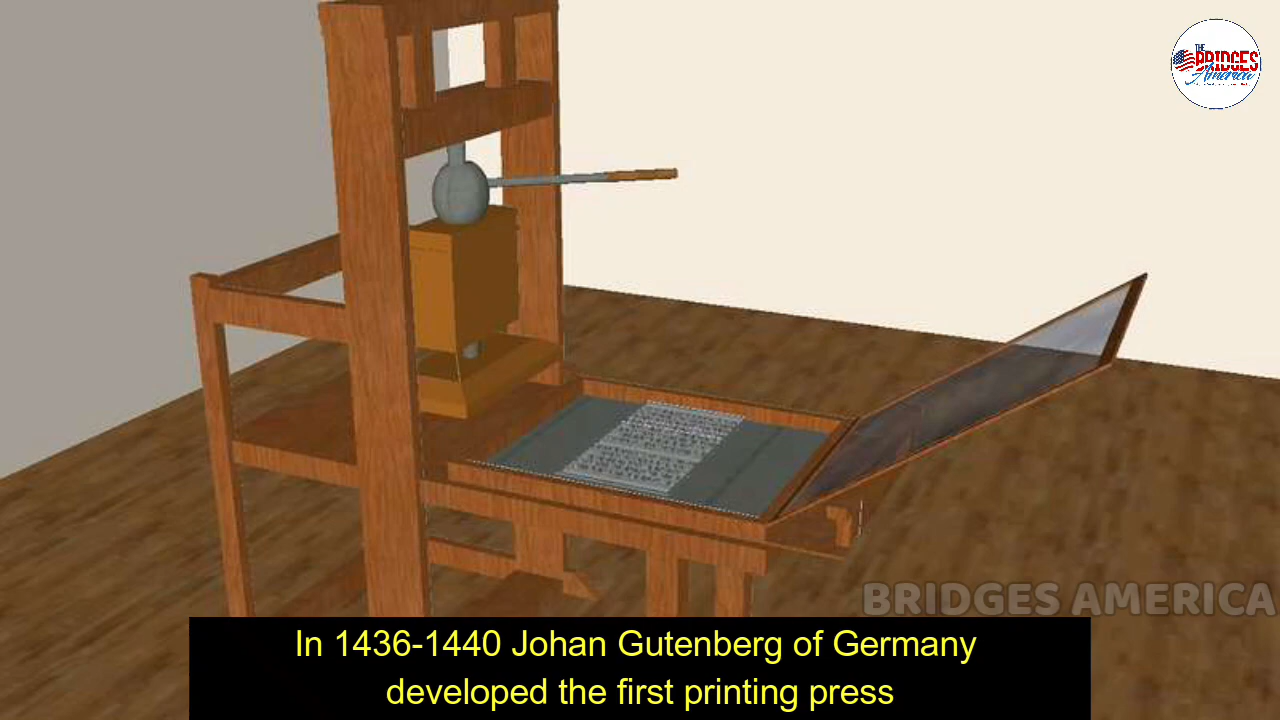 THE
BRIDGES
America
BRIDGES AMERICA
In 1436-1440 Johan Gutenberg of Germany
developed the first printing press